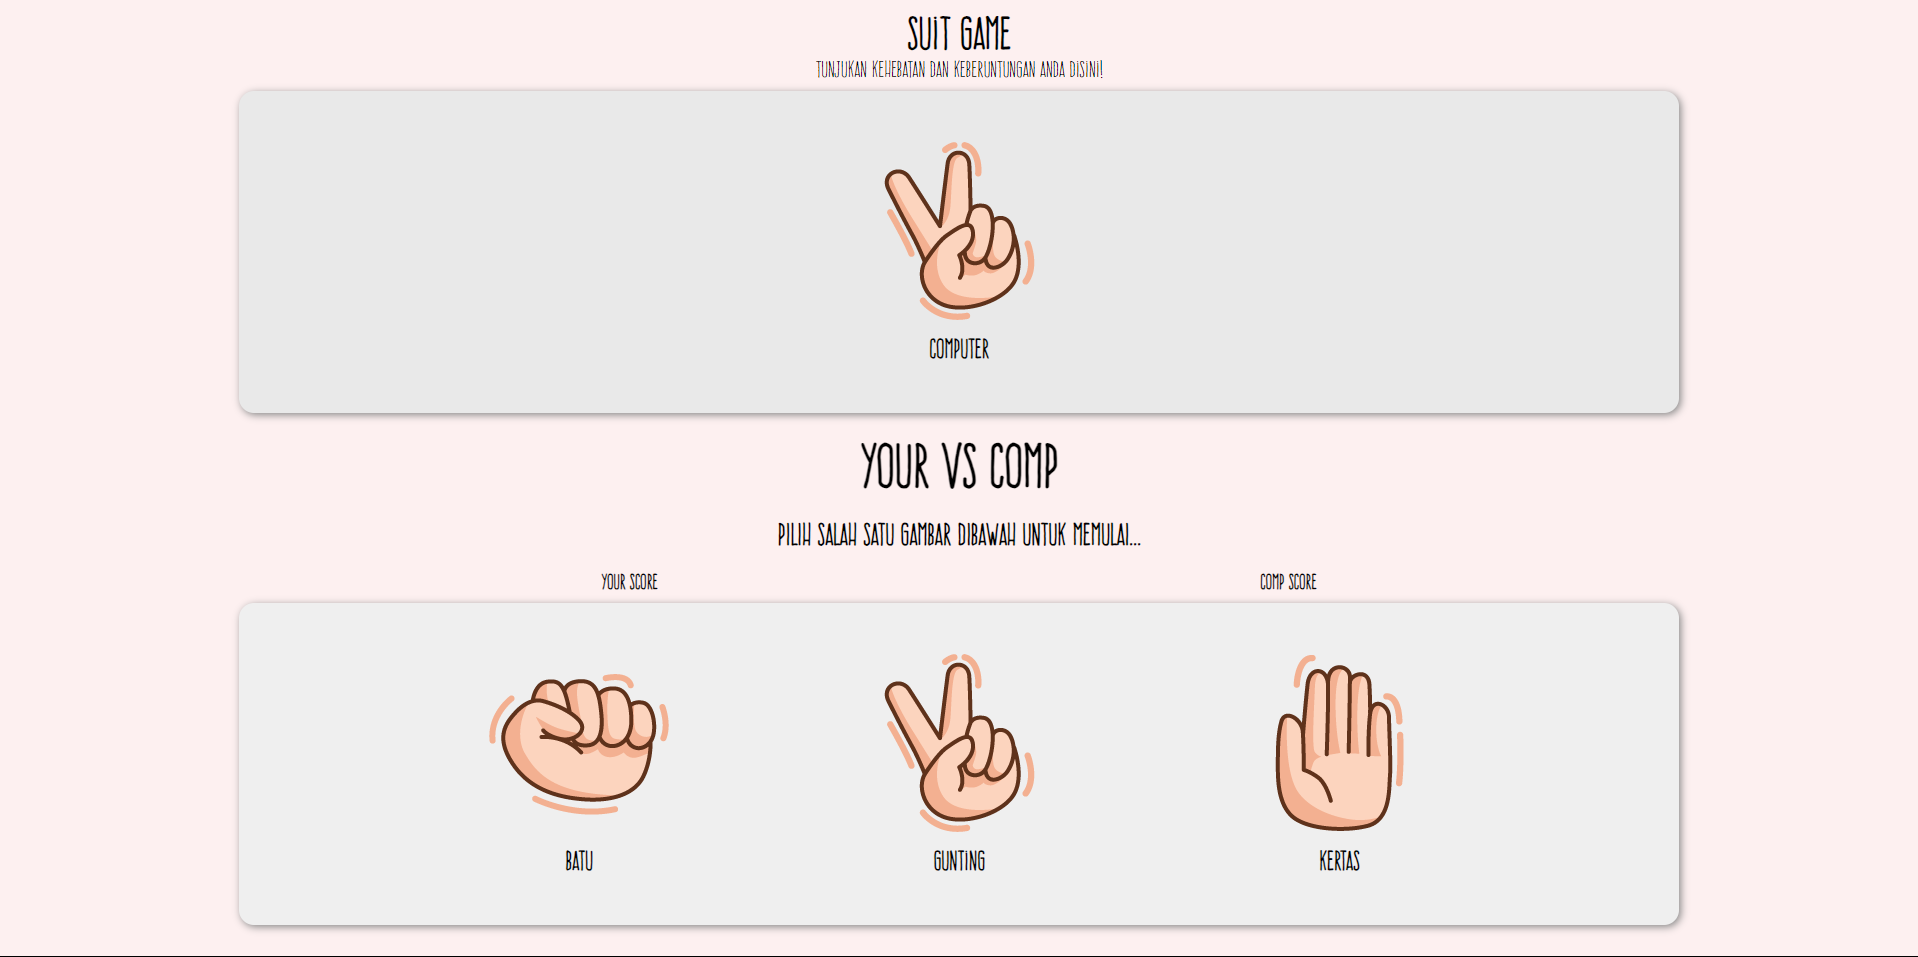 SUIT GAME
TUNJUKAN KEHEBATAN DAN KEBERUNTUNGAN ANDA DISINI!
COMPUTER
YOUR VS COMP
PILIH SALAH SATU GAMBAR DIBAWAH UNTUK MEMULAI...
YOUR SCORE COMP SCORE
BATU GUNTING KERTAS